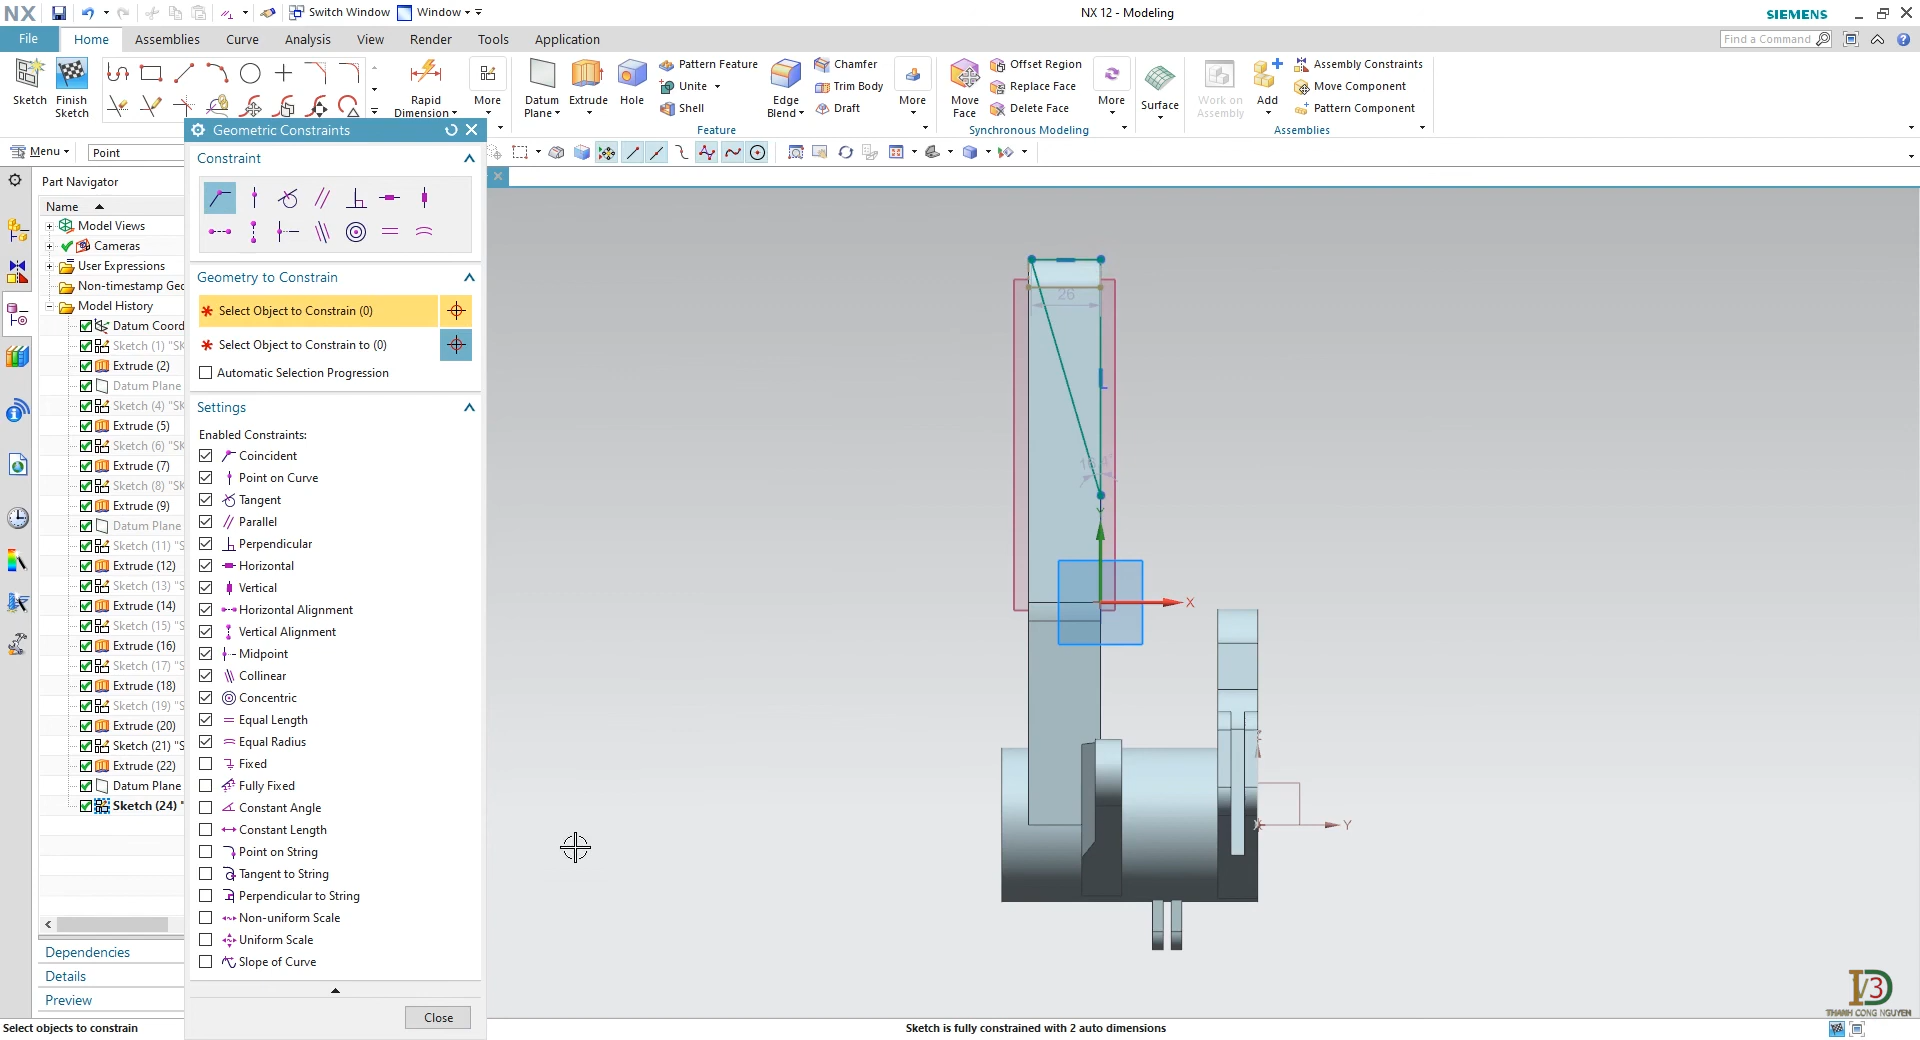 NX Switch Window Window NX 12 - Modeling SIEMENS
File Home Assemblies Curve Analysis View Render Tools Application Find a Command
Sketch Finish Sketch Rapid Dimension More Datum Plane Extrude Hole Pattern Feature Unite Shell Edge Blend Chamfer Trim Body Draft More Move Face Offset Region Replace Face Delete Face More Surface Work on Assembly Add Assembly Constraints Move Component Pattern Component
Feature Synchronous Modeling Assemblies
Menu Point
Part Navigator
Name
Model Views
Cameras
User Expressions
Non-timestamp Geo
Model History
Datum Coord
Sketch (1) "SK
Extrude (2)
Datum Plane
Sketch (4) "SK
Extrude (5)
Sketch (6) "SK
Extrude (7)
Sketch (8) "SK
Extrude (9)
Datum Plane
Sketch (11) "S
Extrude (12)
Sketch (13) "S
Extrude (14)
Sketch (15) "S
Extrude (16)
Sketch (17) "S
Extrude (18)
Sketch (19) "S
Extrude (20)
Sketch (21) "S
Extrude (22)
Datum Plane
Sketch (24) "
Dependencies
Details
Preview
Geometric Constraints
Constraint
Geometry to Constrain
* Select Object to Constrain (0)
* Select Object to Constrain to (0)
Automatic Selection Progression
Settings
Enabled Constraints:
Coincident
Point on Curve
Tangent
Parallel
Perpendicular
Horizontal
Vertical
Horizontal Alignment
Vertical Alignment
Midpoint
Collinear
Concentric
Equal Length
Equal Radius
Fixed
Fully Fixed
Constant Angle
Constant Length
Point on String
Tangent to String
Perpendicular to String
Non-uniform Scale
Uniform Scale
Slope of Curve
Close
26
X
Y
THANH CONG NGUYEN
Select objects to constrain
Sketch is fully constrained with 2 auto dimensions